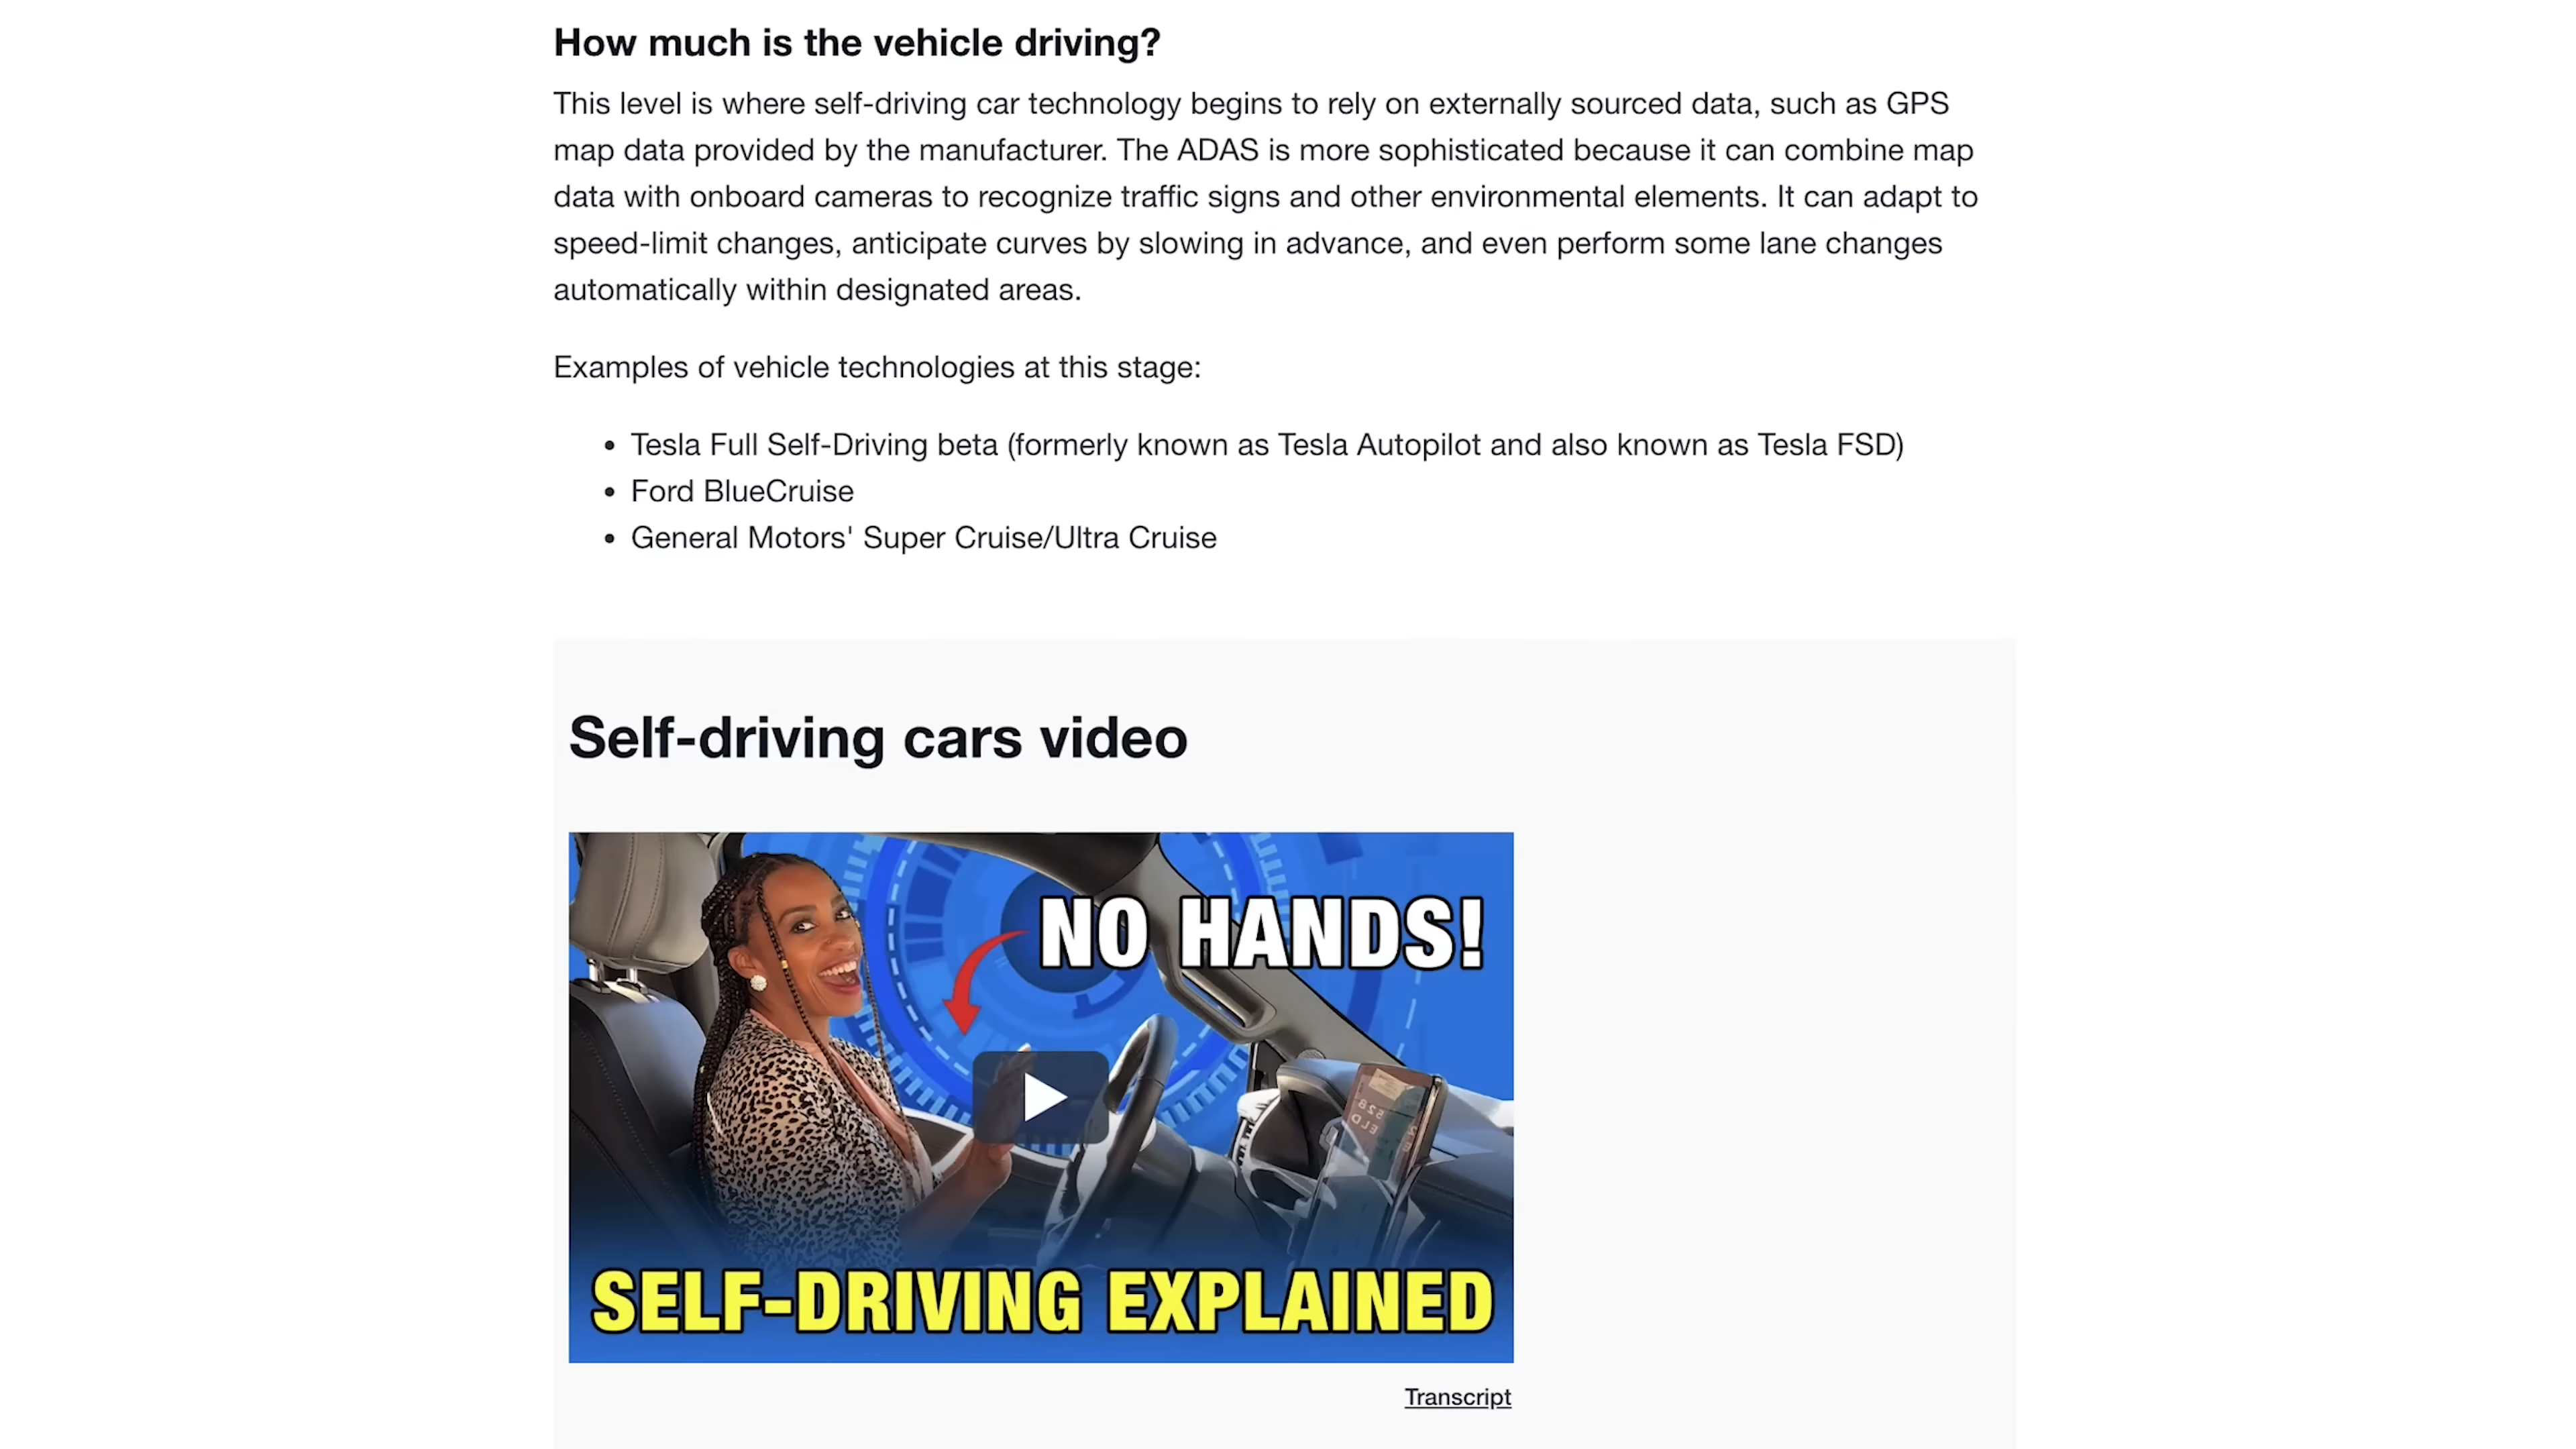 How much is the vehicle driving?
This level is where self-driving car technology begins to rely on externally sourced data, such as GPS
map data provided by the manufacturer. The ADAS is more sophisticated because it can combine map
data with onboard cameras to recognize traffic signs and other environmental elements. It can adapt to
speed-limit changes, anticipate curves by slowing in advance, and even perform some lane changes
automatically within designated areas.
Examples of vehicle technologies at this stage:
• Tesla Full Self-Driving beta (formerly known as Tesla Autopilot and also known as Tesla FSD)
• Ford BlueCruise
• General Motors' Super Cruise/Ultra Cruise
Self-driving cars video
NO HANDS!
SELF-DRIVING EXPLAINED
Transcript